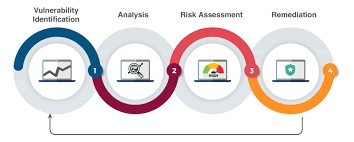 Vulnerability
Identification
Analysis
Risk Assessment
Remediation
1
2
3
4